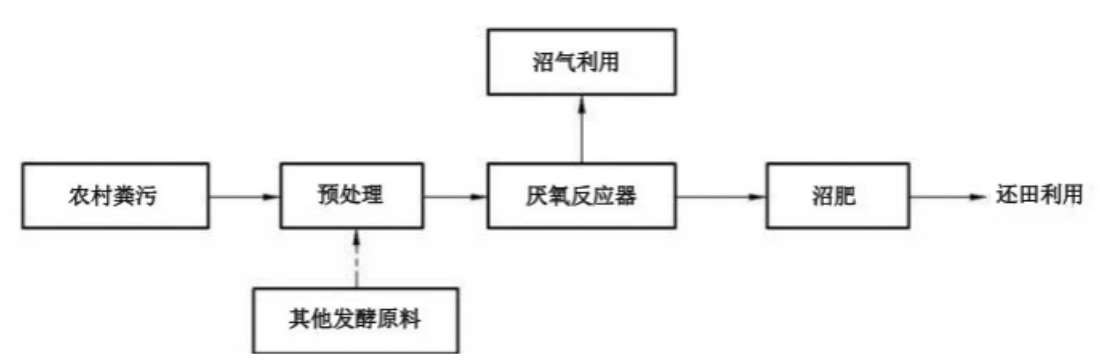 沼气利用
农村粪污
预处理
厌氧反应器
沼肥
还田利用
其他发酵原料